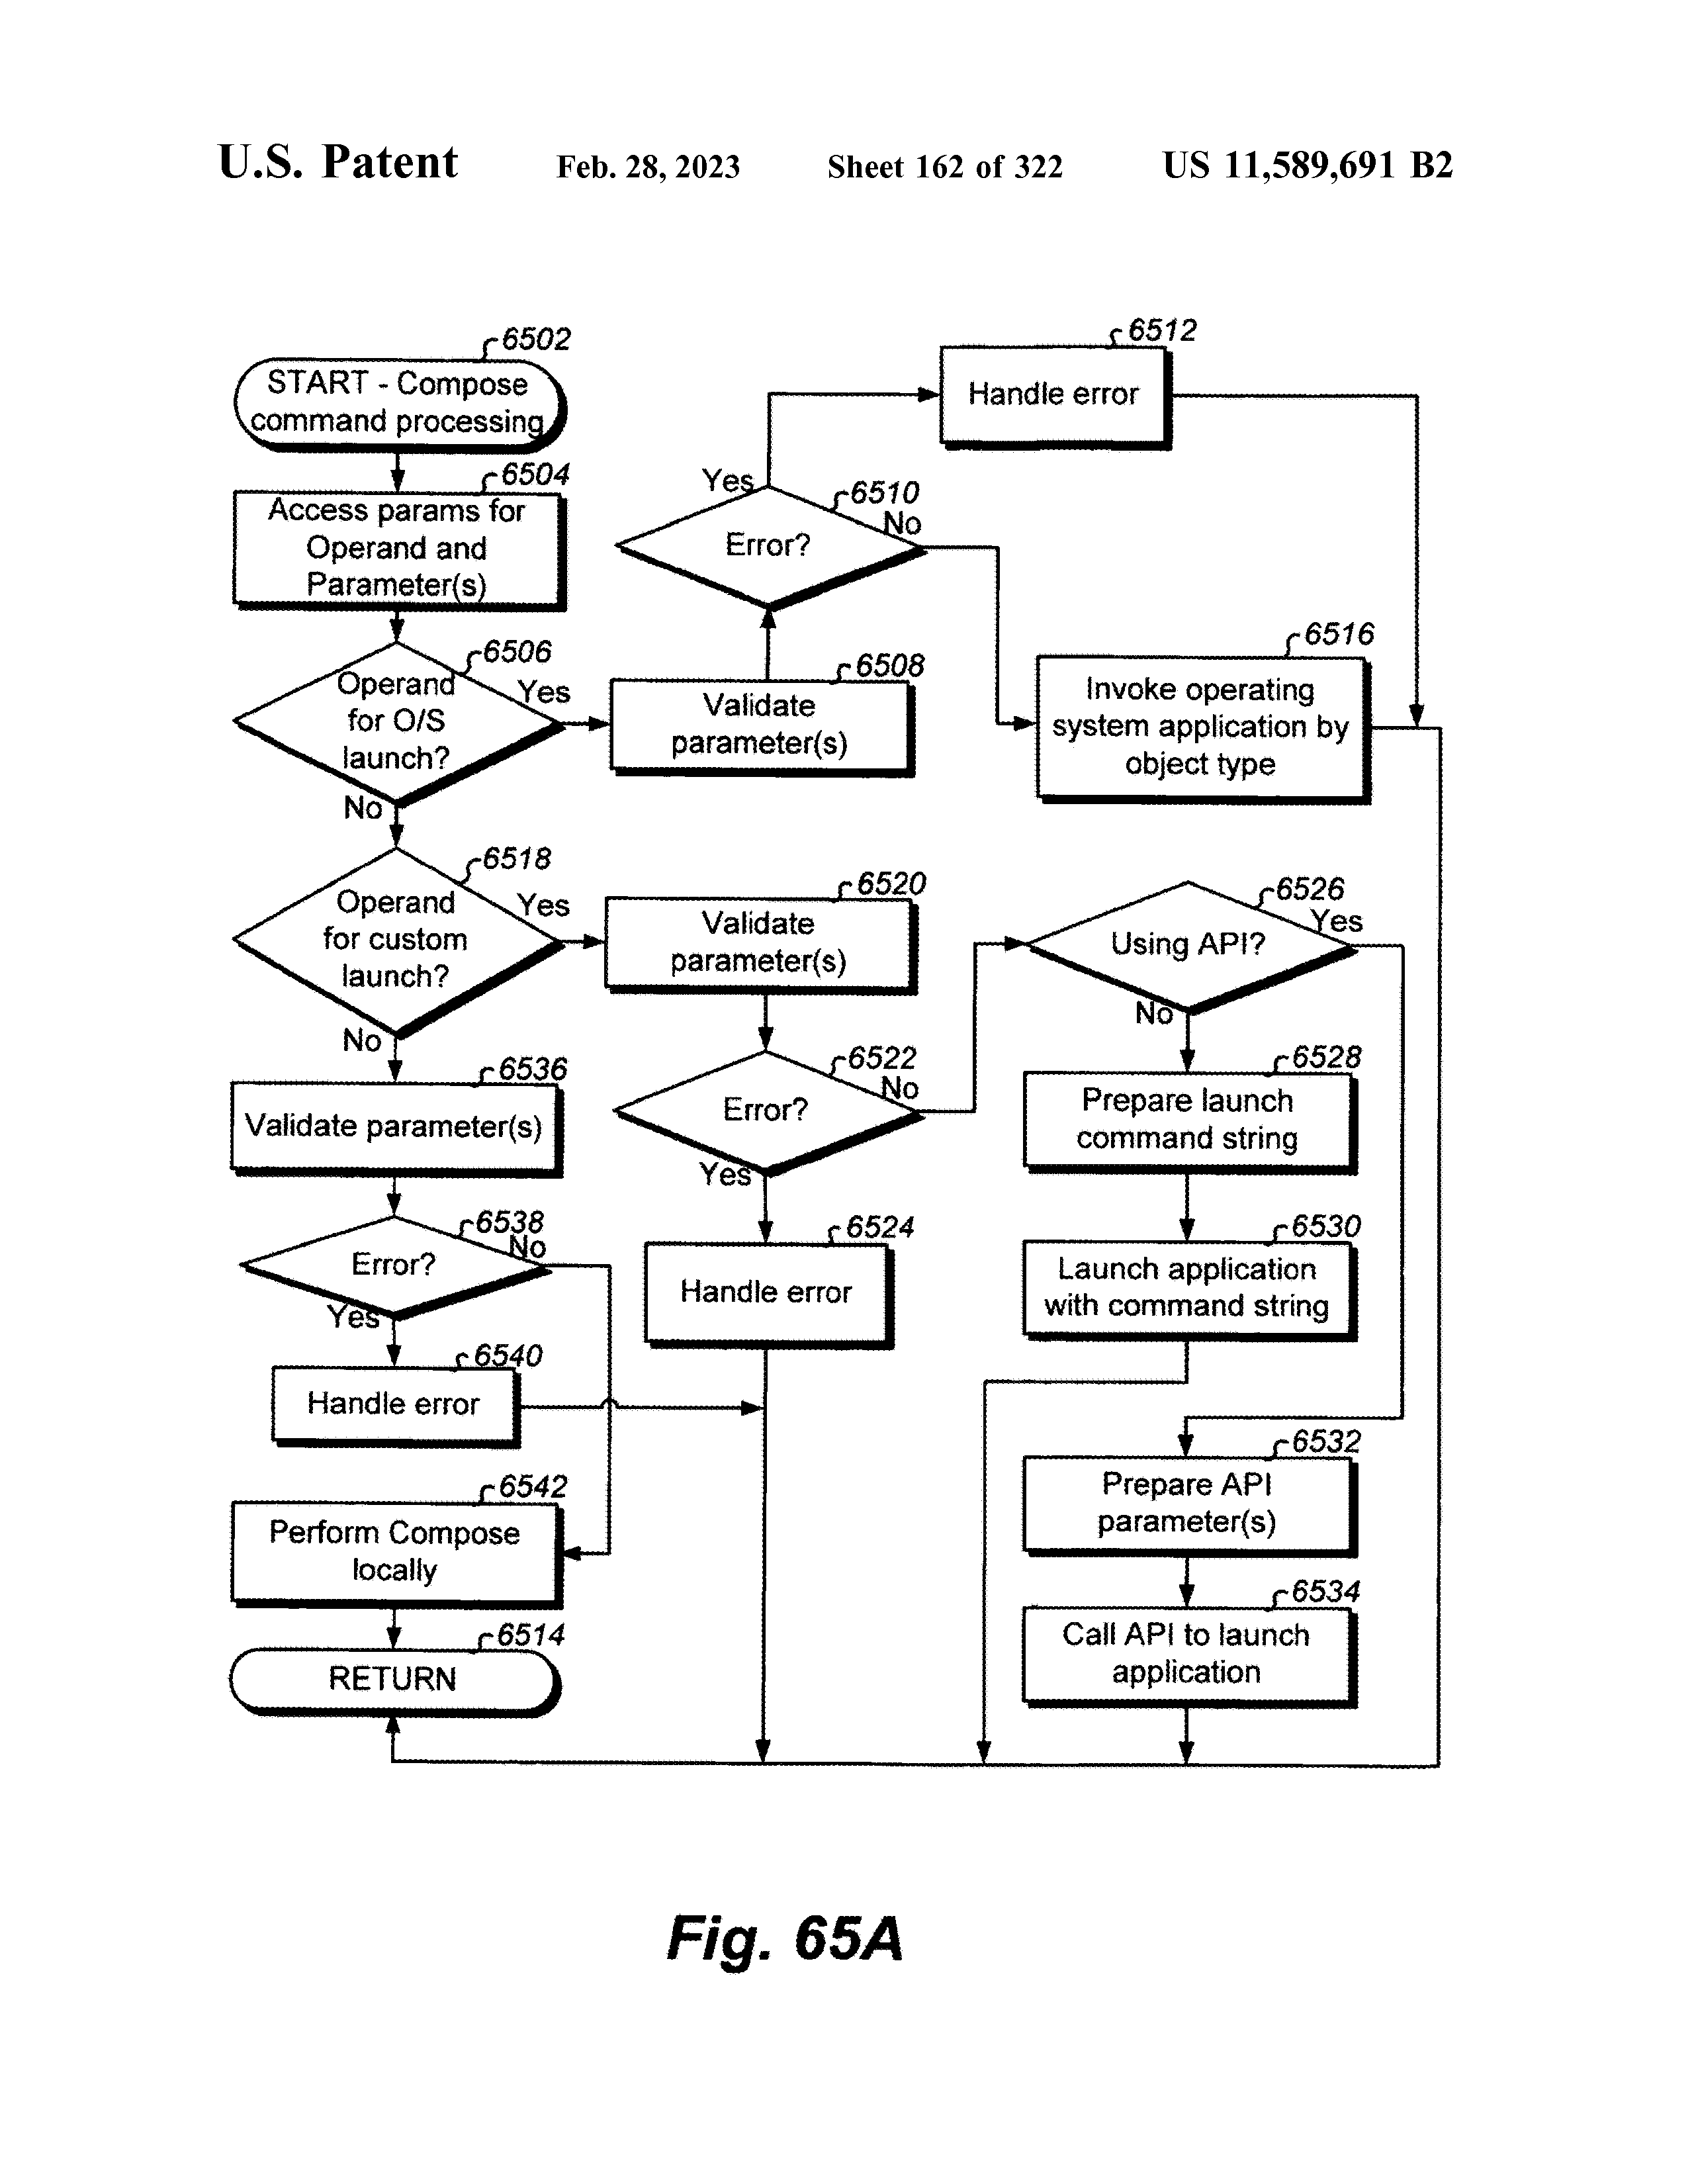 U.S. Patent Feb. 28, 2023 Sheet 162 of 322 US 11,589,691 B2
6502
START - Compose
command processing
6504
Access params for
Operand and
Parameter(s)
6506
Operand
for O/S
launch?
Yes
No
6508
Validate
parameter(s)
6510
Error?
Yes
No
6512
Handle error
6516
Invoke operating
system application by
object type
6518
Operand
for custom
launch?
Yes
No
6520
Validate
parameter(s)
6522
Error?
No
Yes
6524
Handle error
6526
Using API?
Yes
No
6528
Prepare launch
command string
6530
Launch application
with command string
6532
Prepare API
parameter(s)
6534
Call API to launch
application
6536
Validate parameter(s)
6538
Error?
No
Yes
6540
Handle error
6542
Perform Compose
locally
6514
RETURN
Fig. 65A